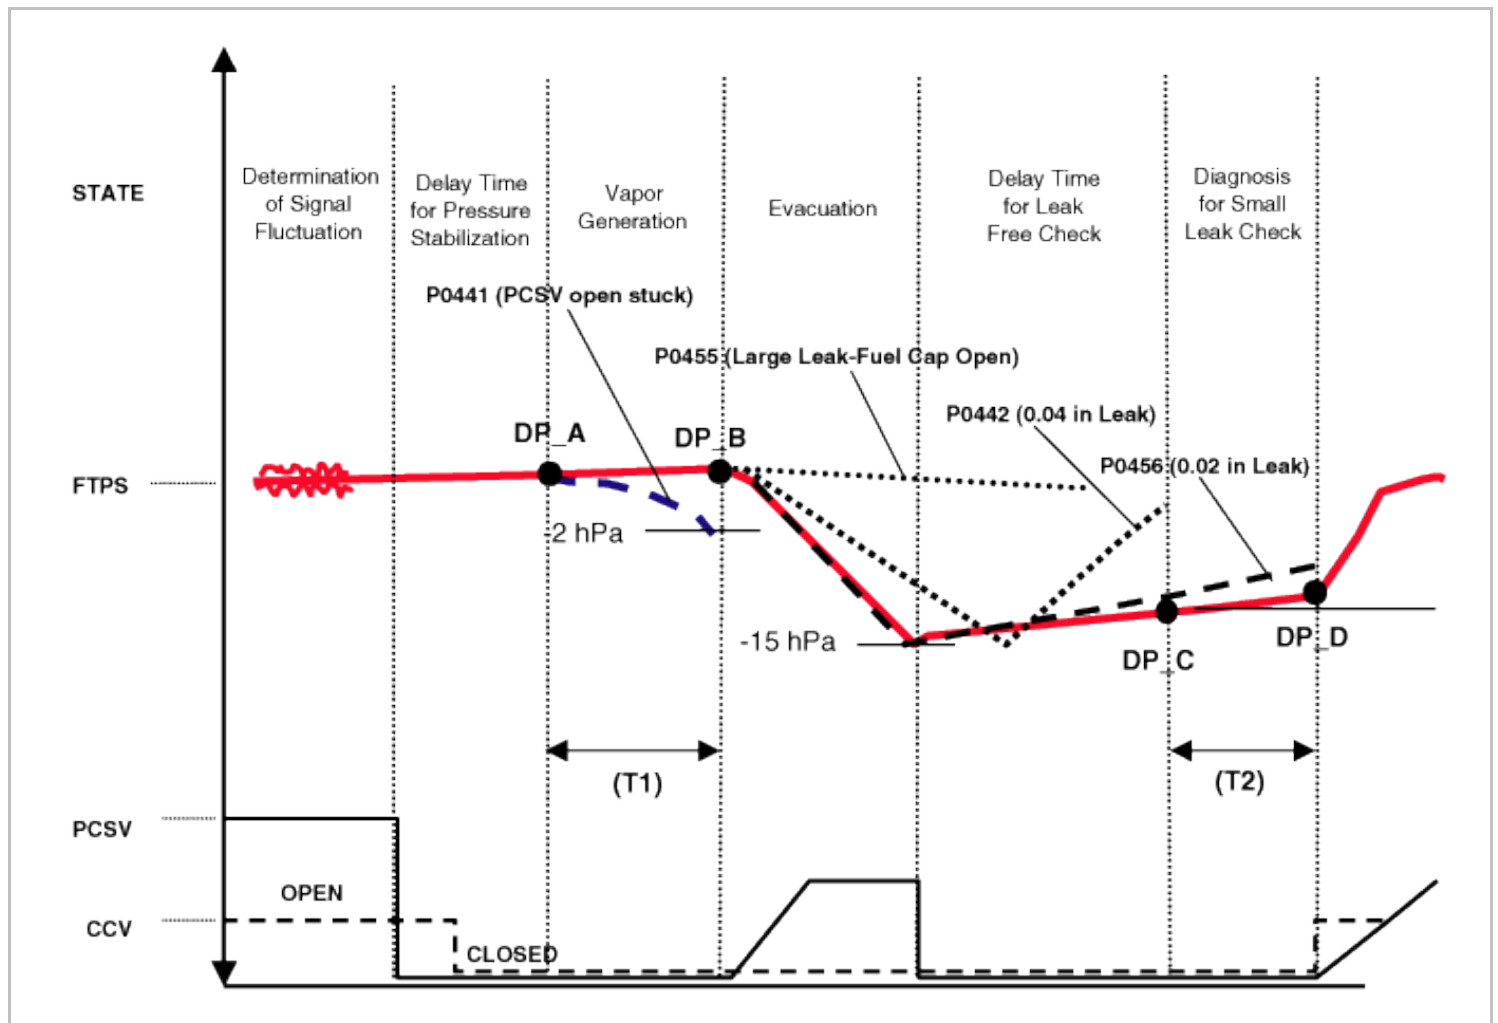 STATE
Determination
of Signal
Fluctuation
Delay Time
for Pressure
Stabilization
Vapor
Generation
Evacuation
Delay Time
for Leak
Free Check
Diagnosis
for Small
Leak Check
P0441 (PCSV open stuck)
P0455 (Large Leak-Fuel Cap Open)
P0442 (0.04 in Leak)
P0456 (0.02 in Leak)
DP_A
DP_B
FTPS
-2 hPa
-15 hPa
DP_C
DP_D
(T1)
(T2)
PCSV
OPEN
CCV
CLOSED